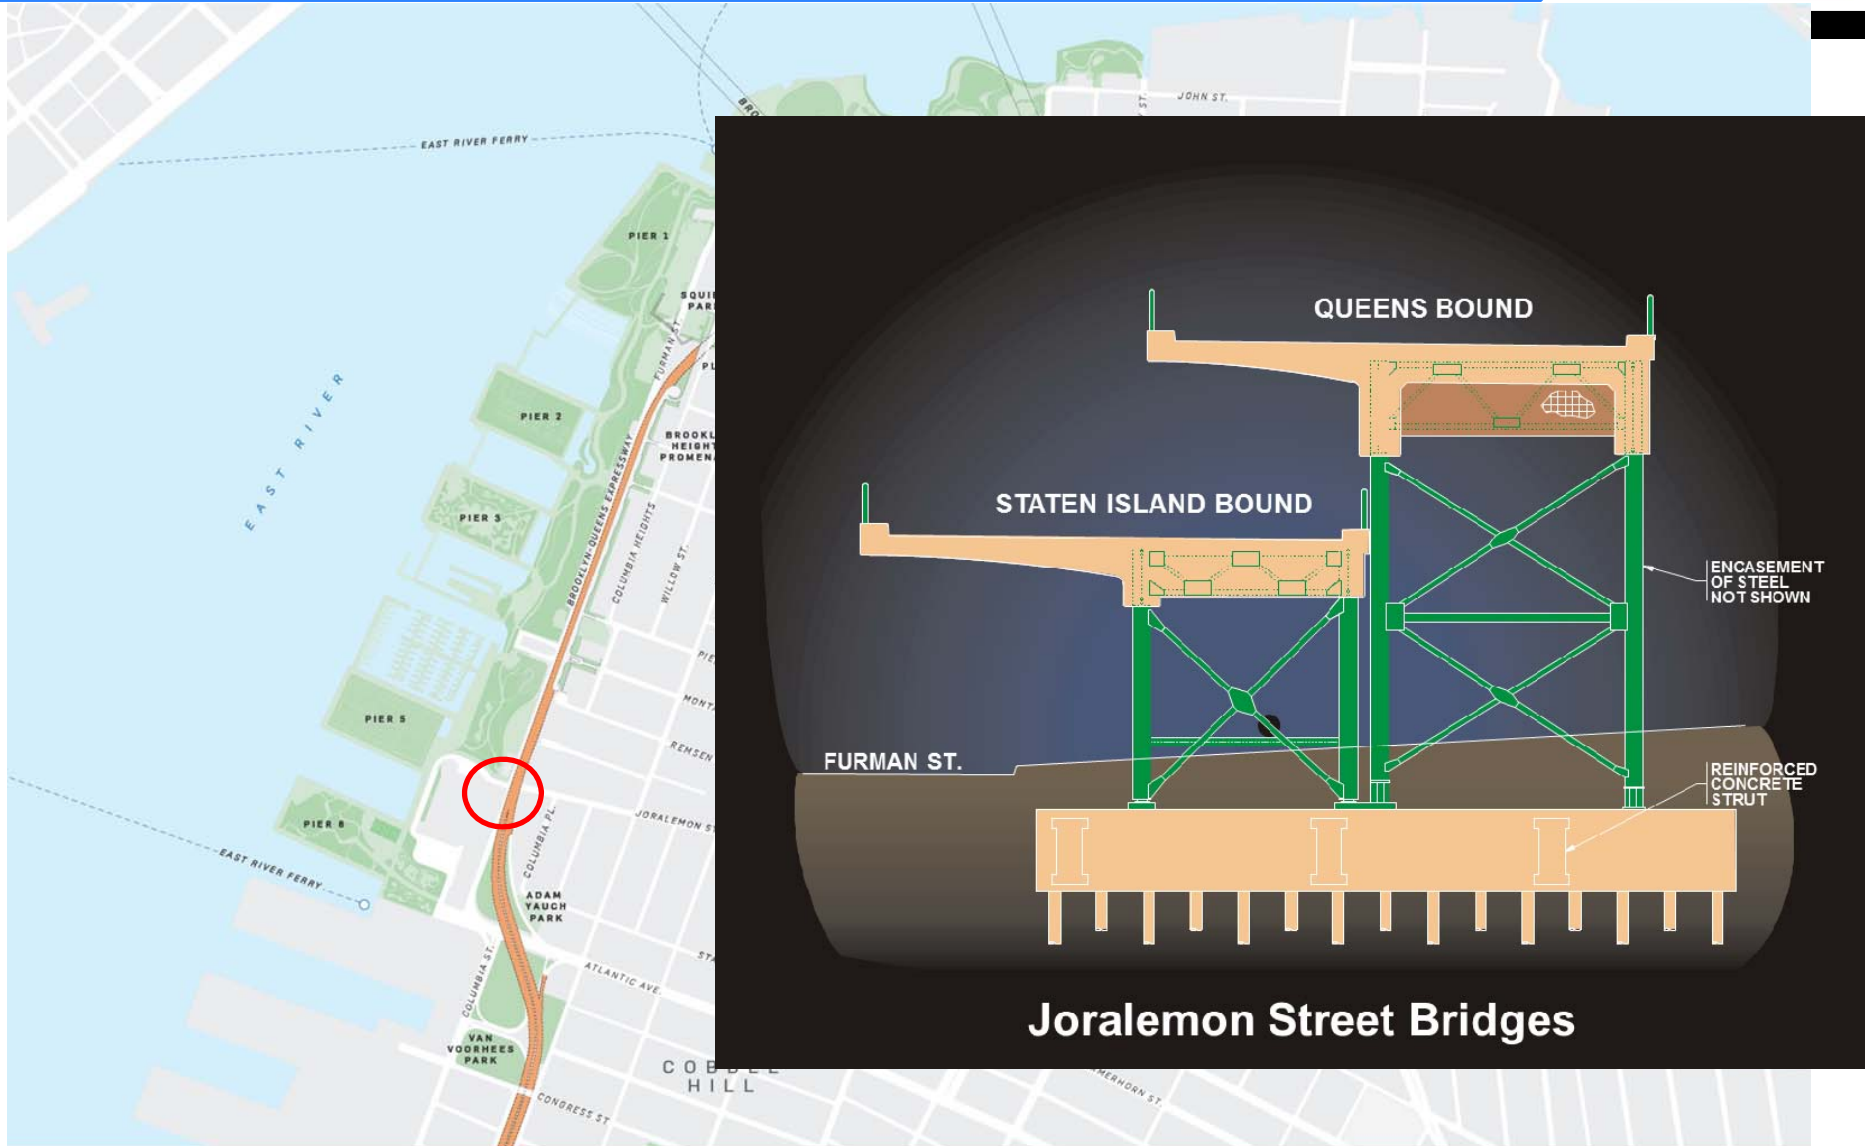 JOHN ST.
ST.
EAST RIVER FERRY
PIER 1
FURMAN ST.
PIER 2
BROOKLYN-QUEENS EXPRESSWAY
EAST RIVER
PIER 3
COLUMBIA HEIGHTS
WILLOW ST.
PIER 5
REMSEN
JORALEMON ST
PIER 6
COLUMBIA PL.
EAST RIVER FERRY
ADAM
YAUCH
PARK
COLUMBIA ST.
ATLANTIC AVE.
VAN
VOORHEES
PARK
HILL
CONGRESS ST
QUEENS BOUND
STATEN ISLAND BOUND
ENCASEMENT
OF STEEL
NOT SHOWN
FURMAN ST.
REINFORCED
CONCRETE
STRUT
Joralemon Street Bridges